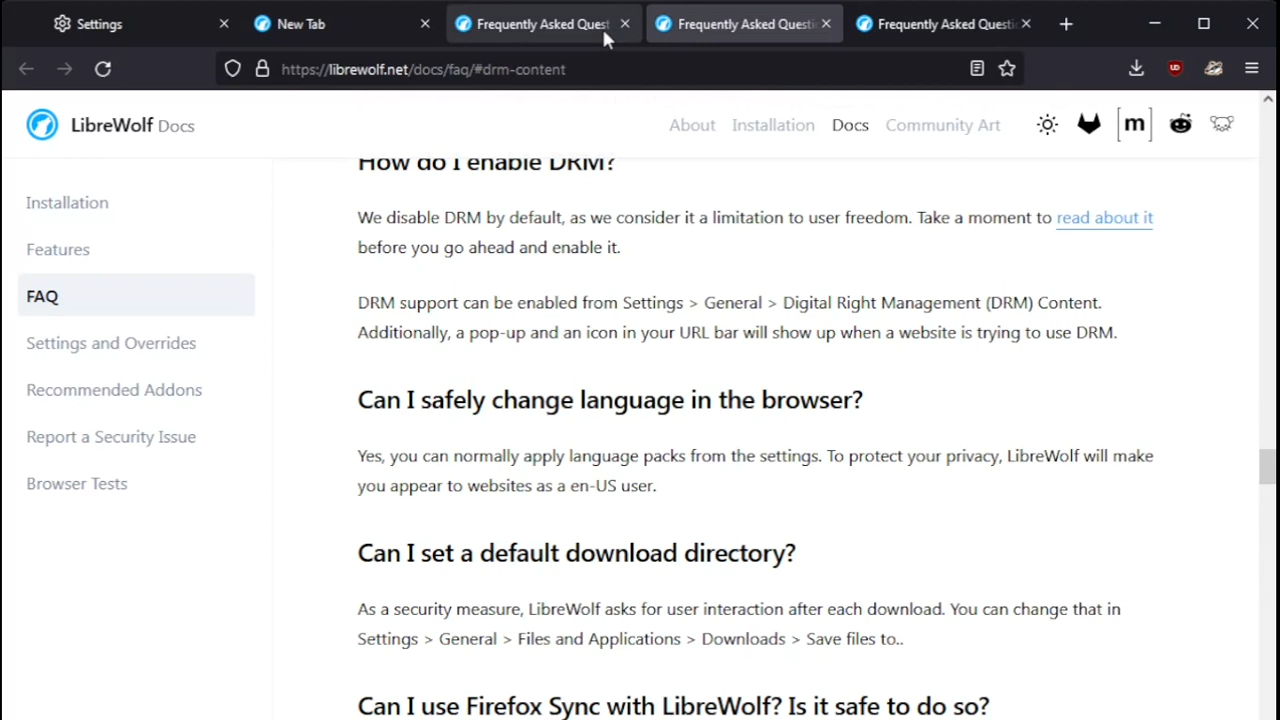 Settings
New Tab
Frequently Asked Quest
Frequently Asked Questi
Frequently Asked Questi
https://librewolf.net/docs/faq/#drm-content
LibreWolf Docs
About
Installation
Docs
Community Art
[m]
Installation
Features
FAQ
Settings and Overrides
Recommended Addons
Report a Security Issue
Browser Tests
How do I enable DRM?
We disable DRM by default, as we consider it a limitation to user freedom. Take a moment to read about it
before you go ahead and enable it.
DRM support can be enabled from Settings > General > Digital Right Management (DRM) Content.
Additionally, a pop-up and an icon in your URL bar will show up when a website is trying to use DRM.
Can I safely change language in the browser?
Yes, you can normally apply language packs from the settings. To protect your privacy, LibreWolf will make
you appear to websites as a en-US user.
Can I set a default download directory?
As a security measure, LibreWolf asks for user interaction after each download. You can change that in
Settings > General > Files and Applications > Downloads > Save files to..
Can I use Firefox Sync with LibreWolf? Is it safe to do so?